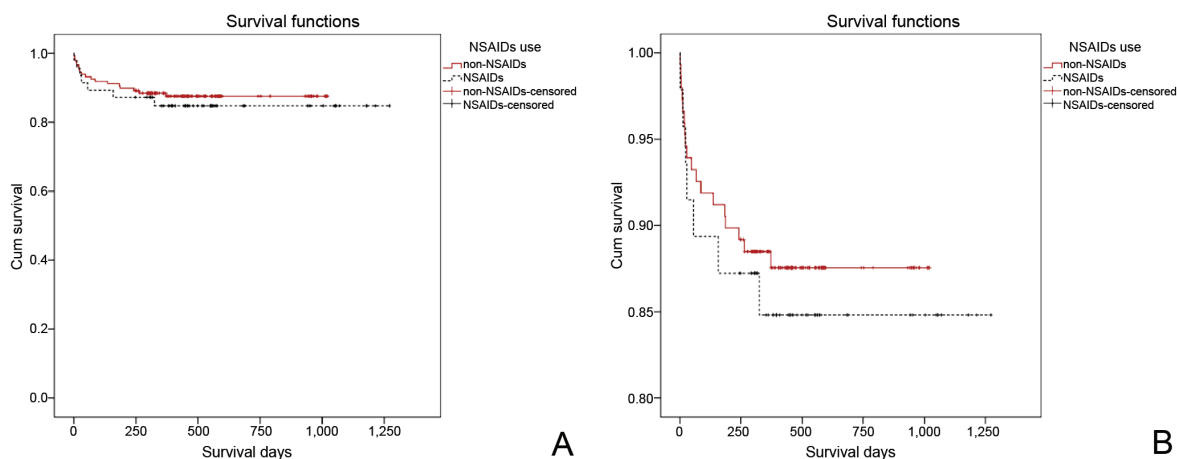 Survival functions
NSAIDs use
non-NSAIDs
NSAIDs
non-NSAIDs-censored
NSAIDs-censored
Cum survival
1.0
0.8
0.6
0.4
0.2
0.0
0 250 500 750 1,000 1,250
Survival days
A
Survival functions
NSAIDs use
non-NSAIDs
NSAIDs
non-NSAIDs-censored
NSAIDs-censored
Cum survival
1.00
0.95
0.90
0.85
0.80
0 250 500 750 1,000 1,250
Survival days
B